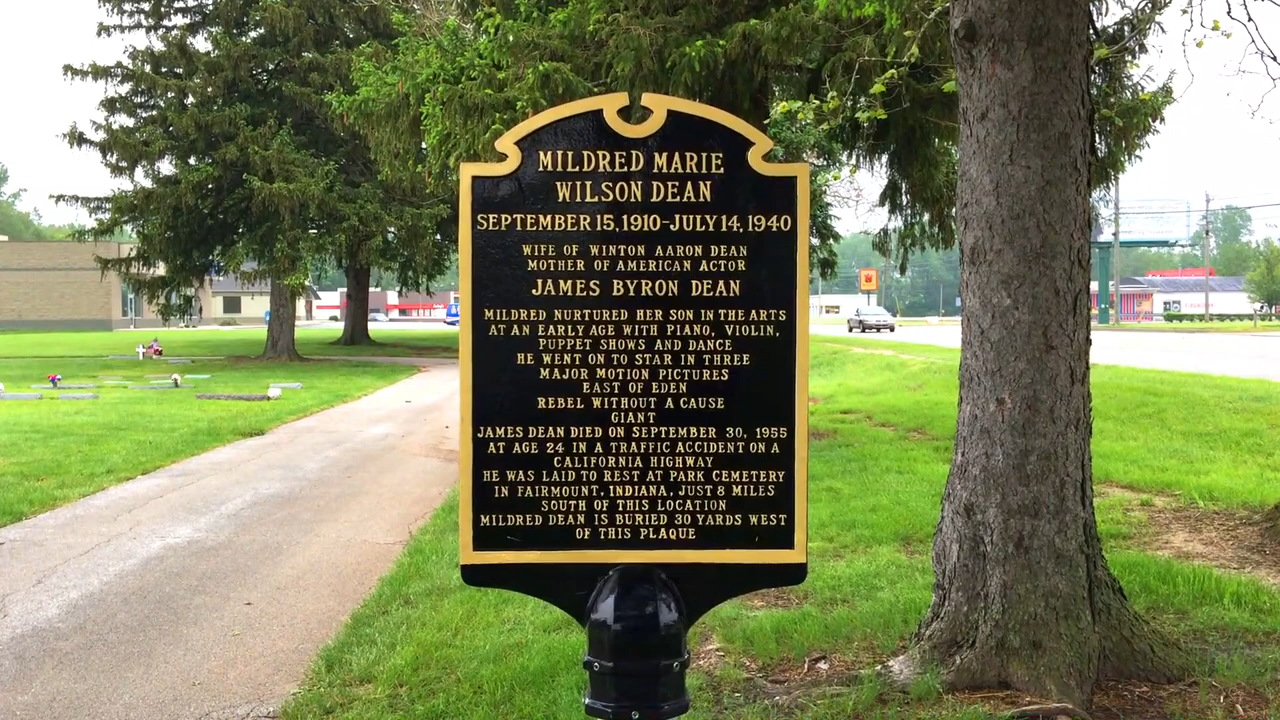 MILDRED MARIE
WILSON DEAN
SEPTEMBER 15, 1910-JULY 14, 1940
WIFE OF WINTON AARON DEAN
MOTHER OF AMERICAN ACTOR
JAMES BYRON DEAN
MILDRED NURTURED HER SON IN THE ARTS
AT AN EARLY AGE WITH PIANO, VIOLIN,
PUPPET SHOWS AND DANCE
HE WENT ON TO STAR IN THREE
MAJOR MOTION PICTURES
EAST OF EDEN
REBEL WITHOUT A CAUSE
GIANT
JAMES DEAN DIED ON SEPTEMBER 30, 1955
AT AGE 24 IN A TRAFFIC ACCIDENT ON A
CALIFORNIA HIGHWAY
HE WAS LAID TO REST AT PARK CEMETERY
IN FAIRMOUNT, INDIANA, JUST 8 MILES
SOUTH OF THIS LOCATION
MILDRED DEAN IS BURIED 30 YARDS WEST
OF THIS PLAQUE